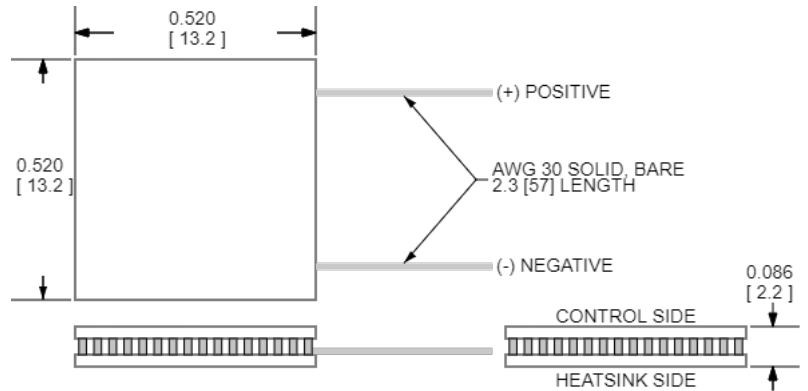 0.520
[ 13.2 ]
(+) POSITIVE
0.520
[ 13.2 ]
AWG 30 SOLID, BARE
2.3 [57] LENGTH
(-) NEGATIVE
0.086
[ 2.2 ]
CONTROL SIDE
HEATSINK SIDE